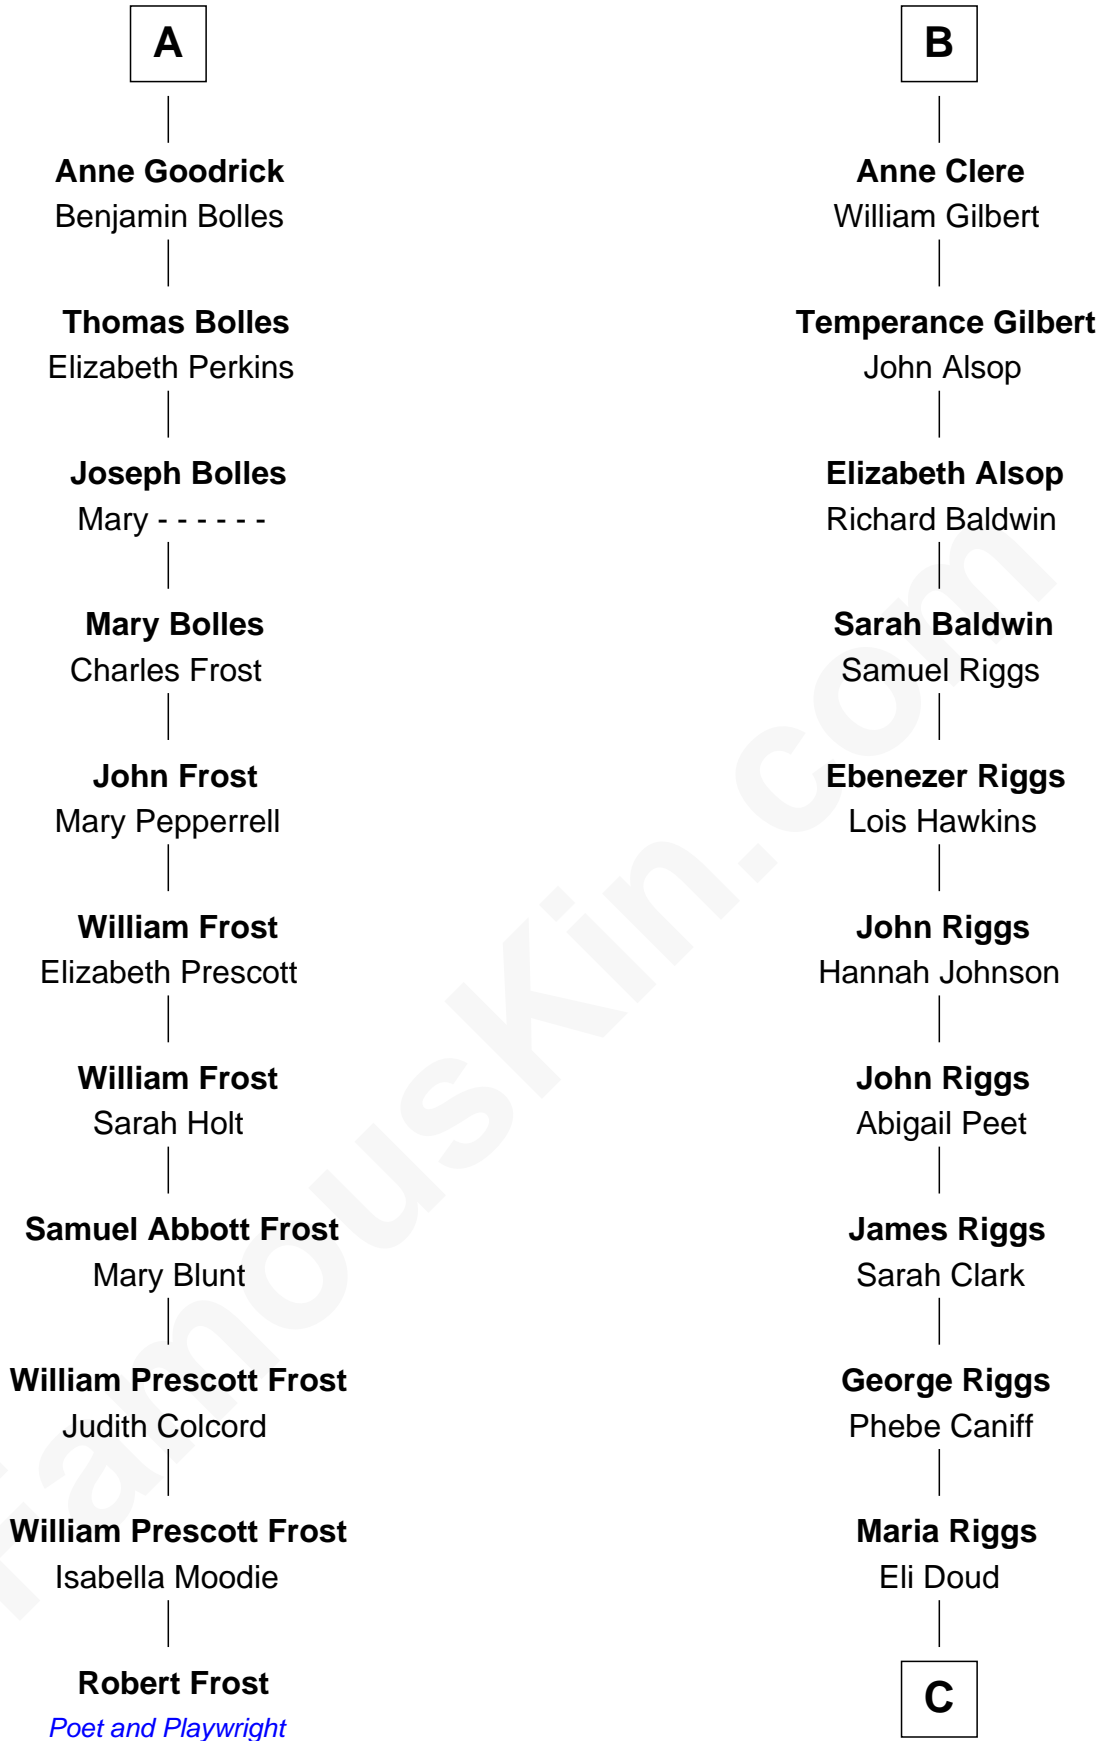 A
Anne Goodrick
Benjamin Bolles
Thomas Bolles
Elizabeth Perkins
Joseph Bolles
Mary - - - - - -
Mary Bolles
Charles Frost
John Frost
Mary Pepperrell
William Frost
Elizabeth Prescott
William Frost
Sarah Holt
Samuel Abbott Frost
Mary Blunt
William Prescott Frost
Judith Colcord
William Prescott Frost
Isabella Moodie
Robert Frost
Poet and Playwright
B
Anne Clere
William Gilbert
Temperance Gilbert
John Alsop
Elizabeth Alsop
Richard Baldwin
Sarah Baldwin
Samuel Riggs
Ebenezer Riggs
Lois Hawkins
John Riggs
Hannah Johnson
John Riggs
Abigail Peet
James Riggs
Sarah Clark
George Riggs
Phebe Caniff
Maria Riggs
Eli Doud
C
FamousKin.com